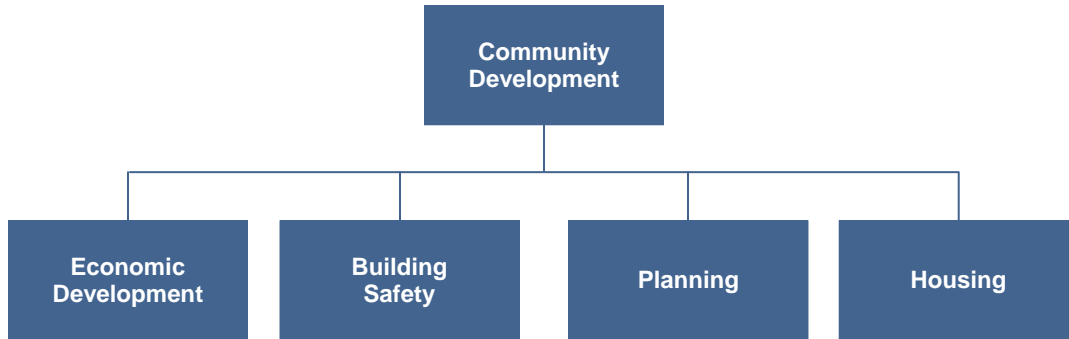 Community
Development
Economic
Development
Building
Safety
Planning
Housing